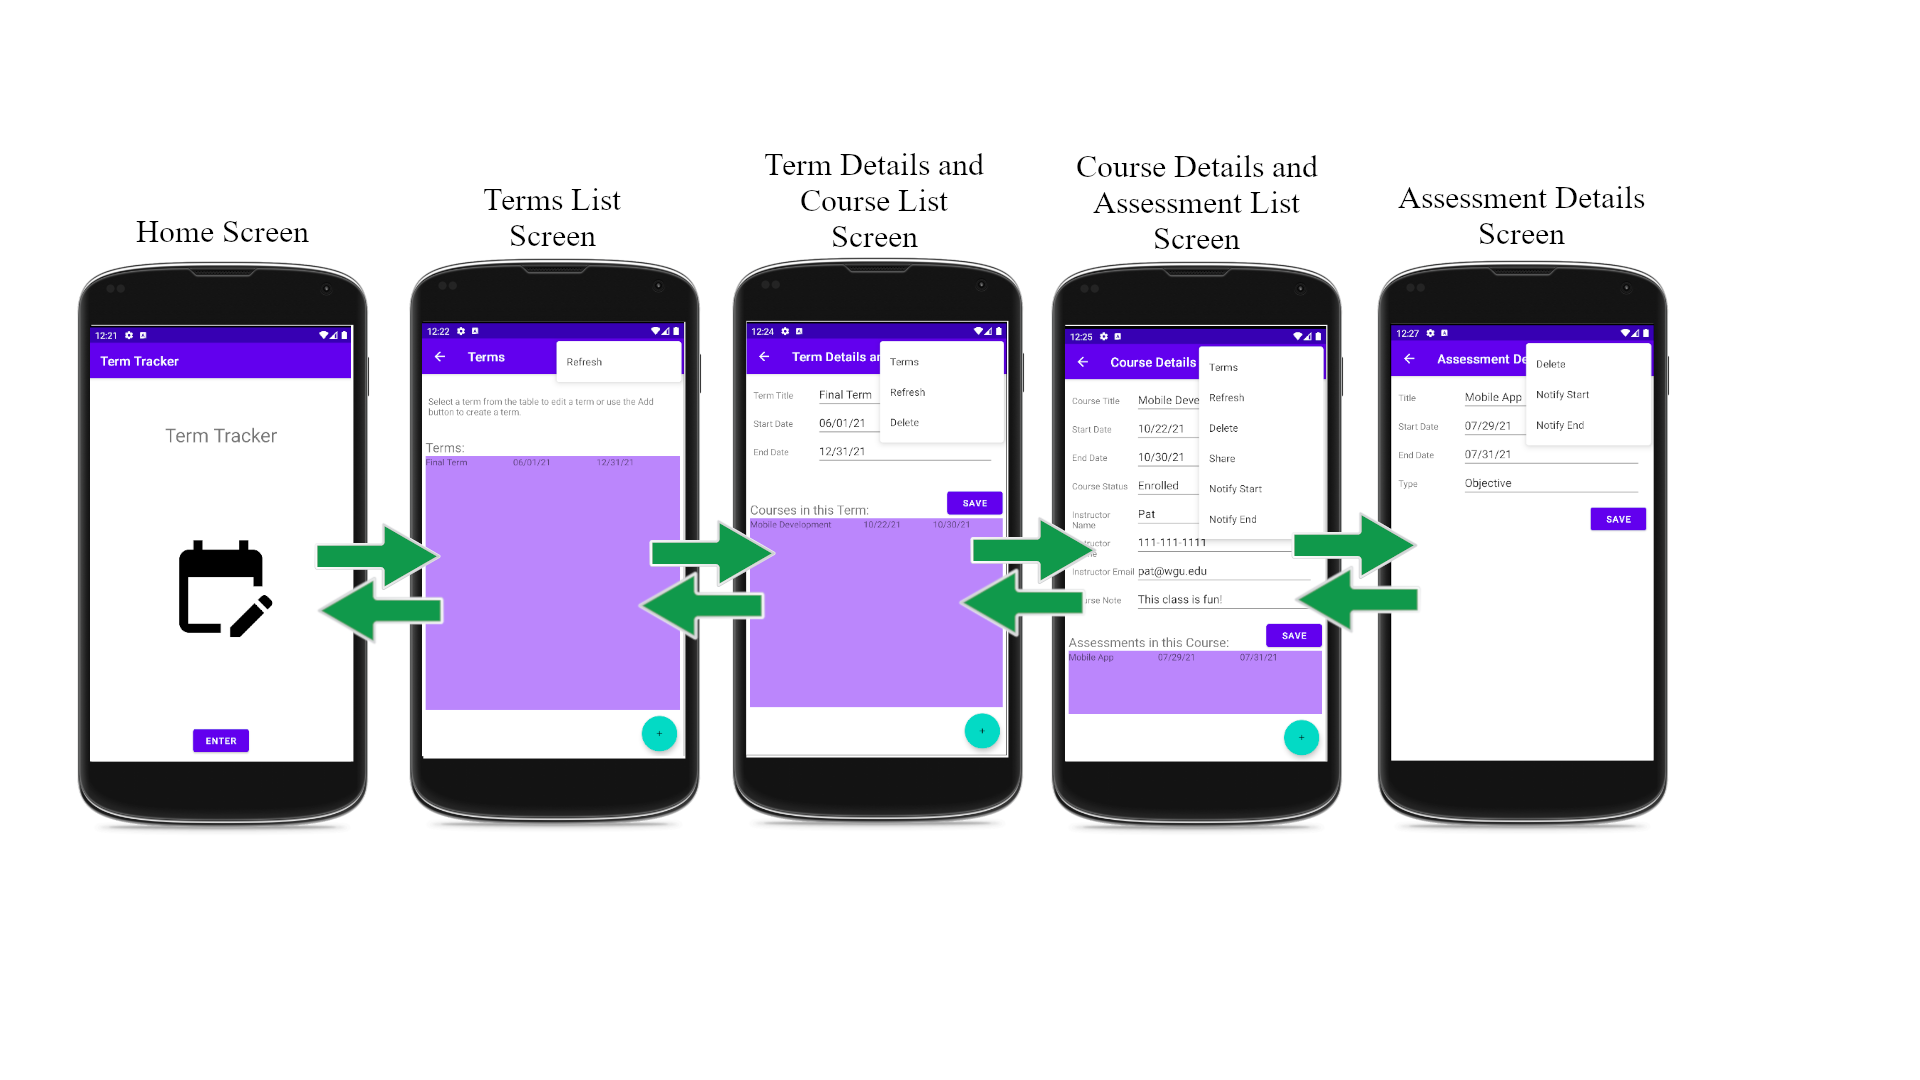 Home Screen
12:21
Term Tracker
Term Tracker
ENTER
Terms List
Screen
12:22
Terms
Refresh
Select a term from the table to edit a term or use the Add
button to create a term.
Terms:
Final Term 06/01/21 12/31/21
+
Term Details and
Course List
Screen
12:24
Term Details a
Terms
Refresh
Delete
Term Title Final Term
Start Date 06/01/21
End Date 12/31/21
SAVE
Courses in this Term:
Mobile Development 10/22/21 10/30/21
+
Course Details and
Assessment List
Screen
12:25
Course Details
Terms
Refresh
Delete
Share
Notify Start
Notify End
Course Title Mobile Deve
Start Date 10/22/21
End Date 10/30/21
Course Status Enrolled
Instructor
Name Pat
111-111-1111
Instructor Email pat@wgu.edu
Note This class is fun!
SAVE
Assessments in this Course:
Mobile App 07/29/21 07/31/21
+
Assessment Details
Screen
12:27
Assessment De
Delete
Notify Start
Notify End
Title Mobile App
Start Date 07/29/21
End Date 07/31/21
Type Objective
SAVE